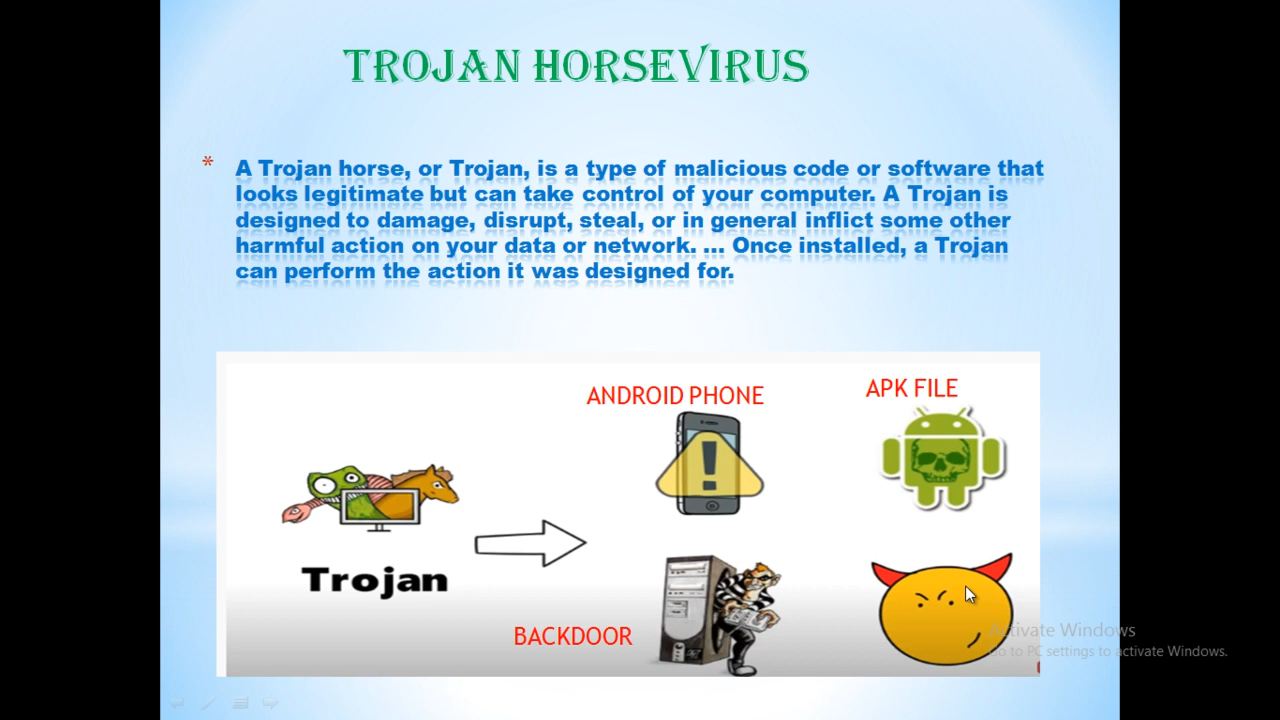 TROJAN HORSEVIRUS
* A Trojan horse, or Trojan, is a type of malicious code or software that
looks legitimate but can take control of your computer. A Trojan is
designed to damage, disrupt, steal, or in general inflict some other
harmful action on your data or network. ... Once installed, a Trojan
can perform the action it was designed for.
ANDROID PHONE
APK FILE
Trojan
BACKDOOR
Activate Windows
Go to PC settings to activate Windows.